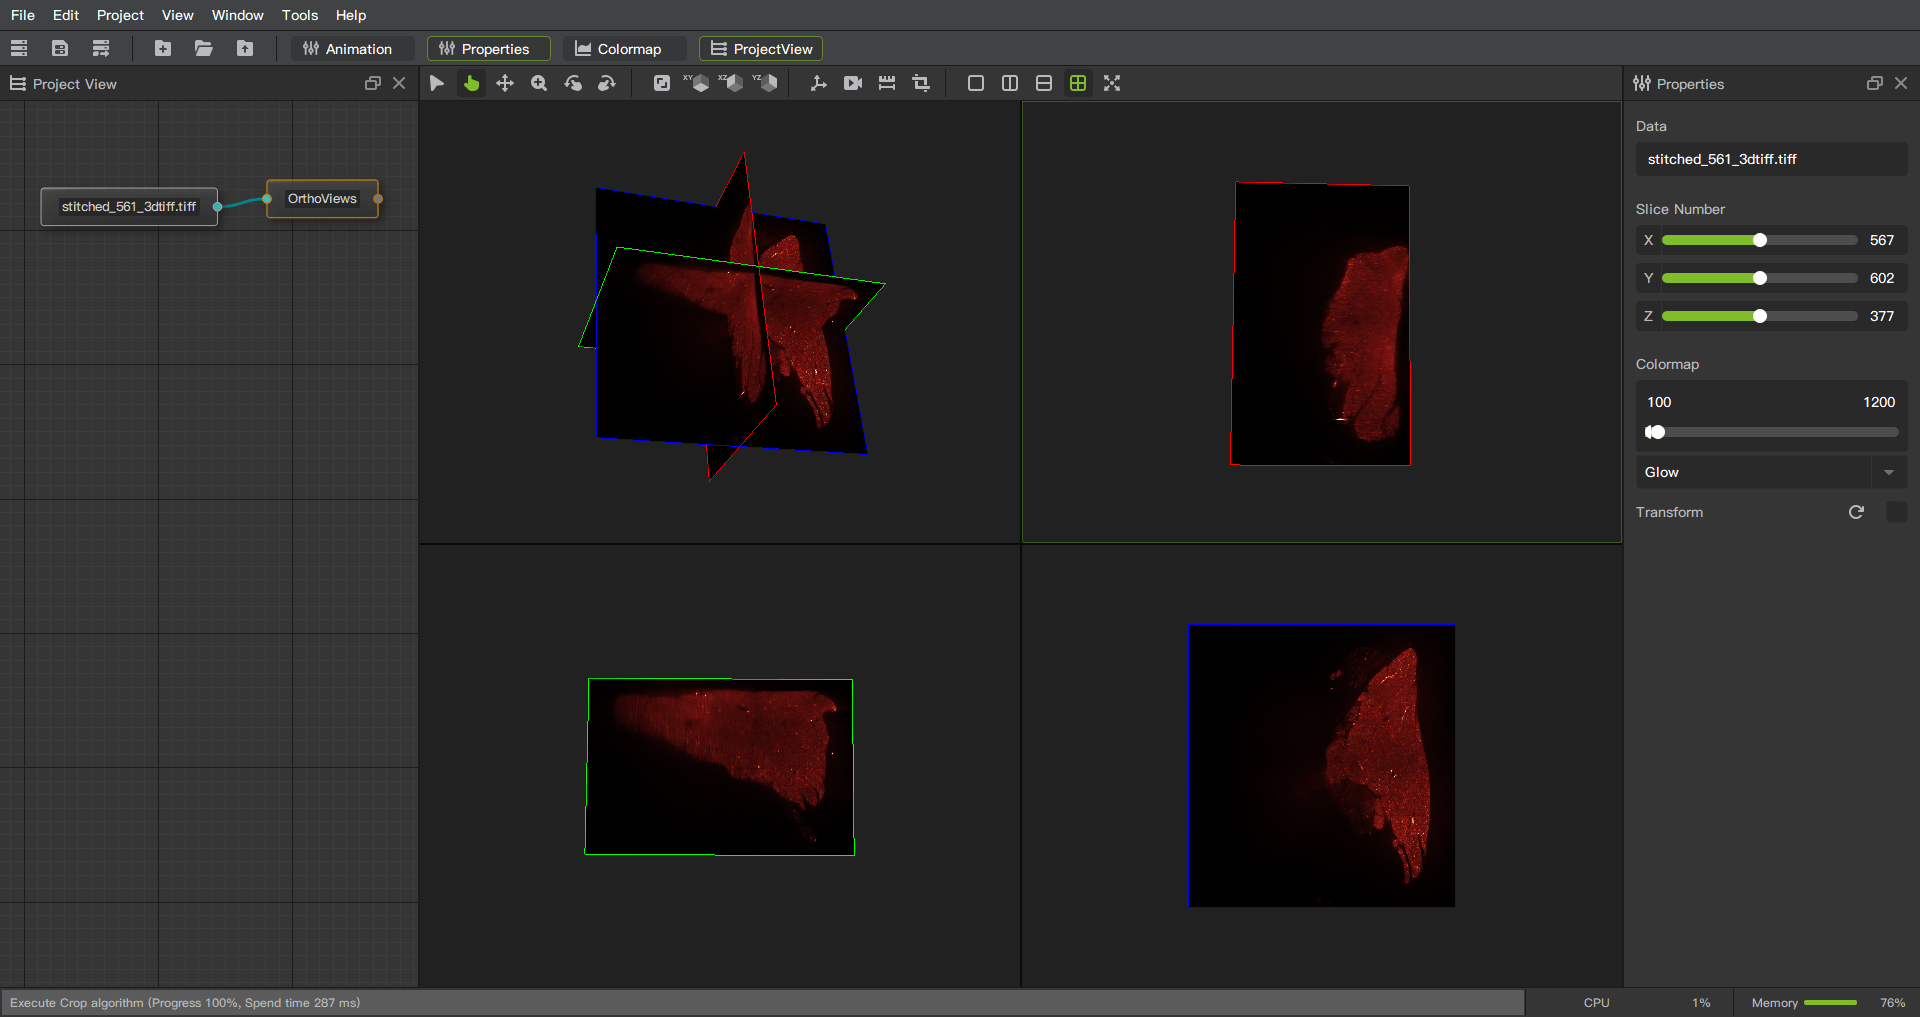 File Edit Project View Window Tools Help
Animation Properties Colormap ProjectView
Project View
XY XZ YZ
Properties
stitched_561_3dtiff.tiff
OrthoViews
Data
stitched_561_3dtiff.tiff
Slice Number
X 567
Y 602
Z 377
Colormap
100 1200
Glow
Transform
Execute Crop algorithm (Progress 100%, Spend time 287 ms)
CPU 1% Memory 76%